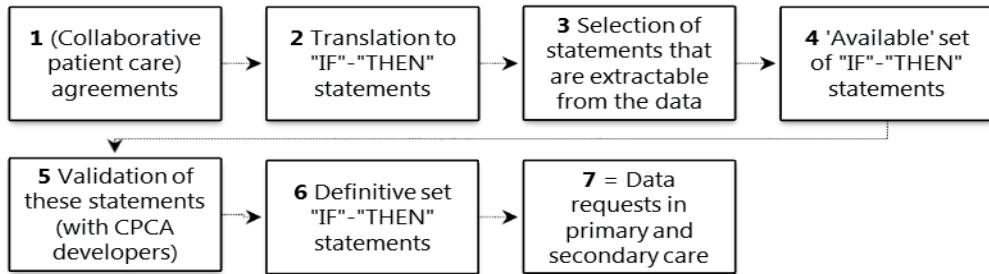 1 (Collaborative
patient care)
agreements
2 Translation to
"IF"-"THEN"
statements
3 Selection of
statements that
are extractable
from the data
4 'Available' set
of "IF"-"THEN"
statements
5 Validation of
these statements
(with CPCA
developers)
6 Definitive set
"IF"-"THEN"
statements
7 = Data
requests in
primary and
secondary care